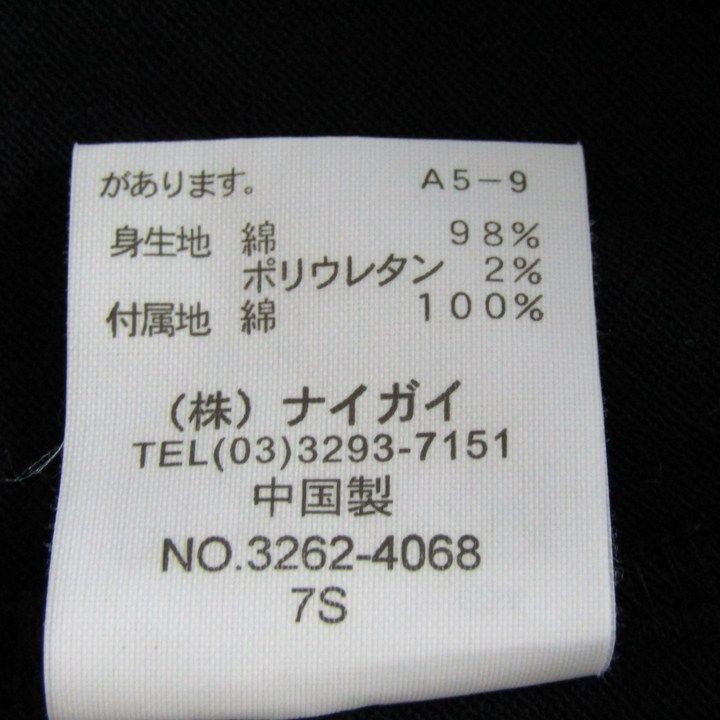 があります。 A5-9
身生地 綿 98%
ポリウレタン 2%
付属地 綿 100%
(株) ナイガイ
TEL(03)3293-7151
中国製
NO.3262-4068
7S